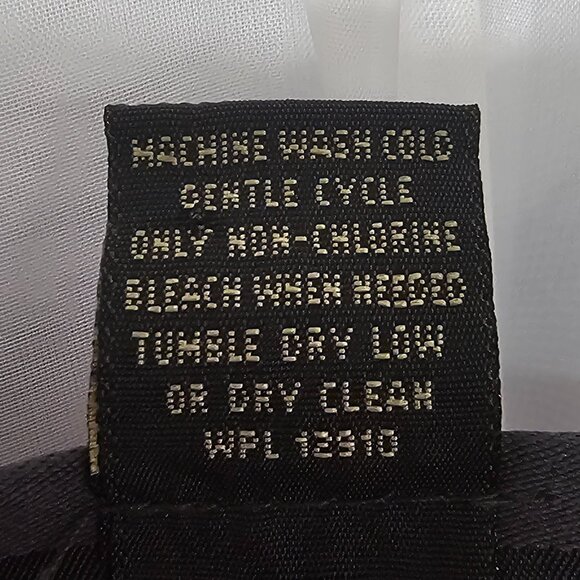 MACHINE WASH COLD
GENTLE CYCLE
ONLY NON-CHLORINE
BLEACH WHEN NEEDED
TUMBLE DRY LOW
OR DRY CLEAN
WPL 12910